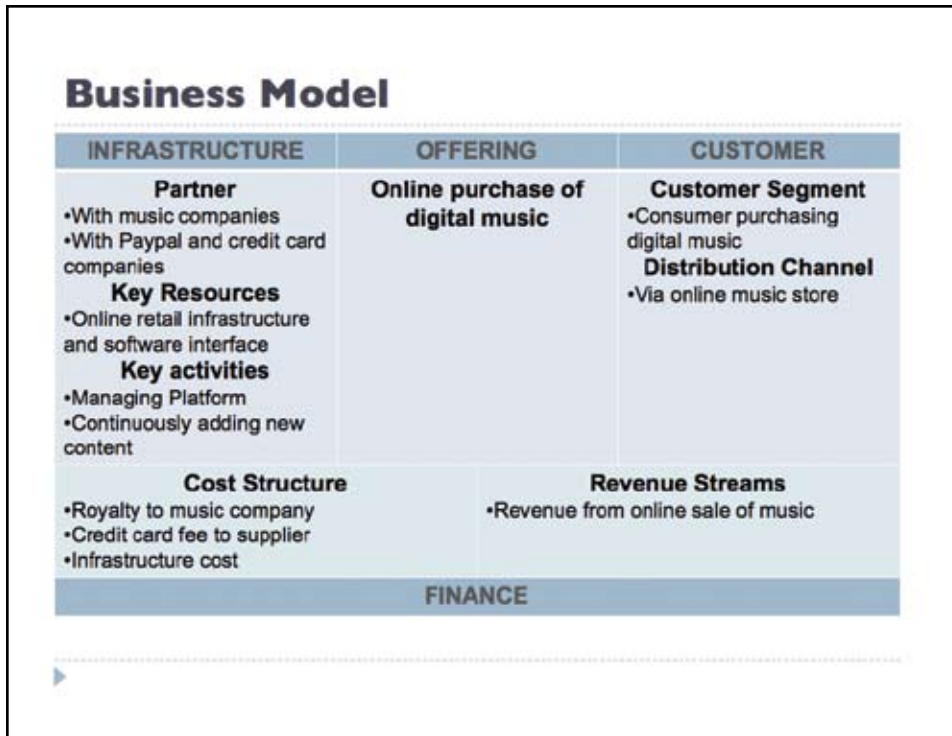 Business Model
INFRASTRUCTURE
OFFERING
CUSTOMER
Partner
•With music companies
•With Paypal and credit card
companies
Key Resources
•Online retail infrastructure
and software interface
Key activities
•Managing Platform
•Continuously adding new
content
Online purchase of
digital music
Customer Segment
•Consumer purchasing
digital music
Distribution Channel
•Via online music store
Cost Structure
•Royalty to music company
•Credit card fee to supplier
•Infrastructure cost
Revenue Streams
•Revenue from online sale of music
FINANCE